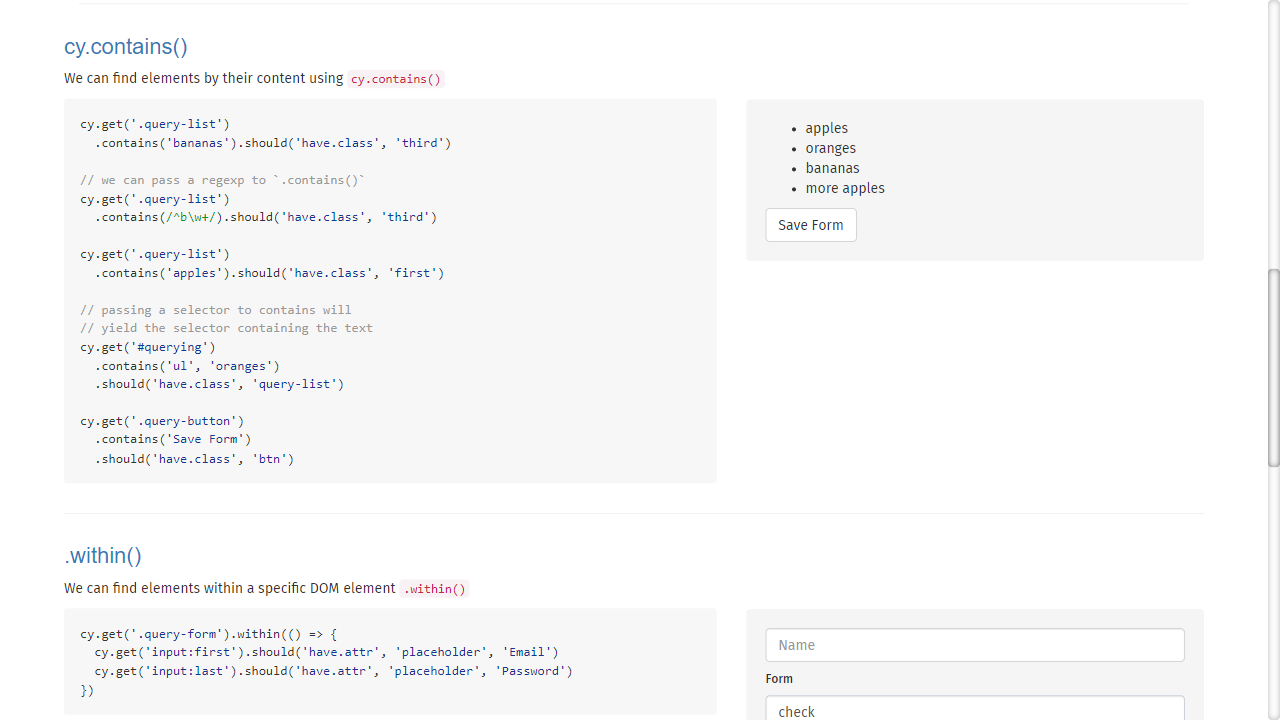 cy.contains()
We can find elements by their content using cy.contains()
cy.get('.query-list')
  .contains('bananas').should('have.class', 'third')
// we can pass a regexp to `.contains()`
cy.get('.query-list')
  .contains(/^b\w+/).should('have.class', 'third')
cy.get('.query-list')
  .contains('apples').should('have.class', 'first')
// passing a selector to contains will
// yield the selector containing the text
cy.get('#querying')
  .contains('ul', 'oranges')
  .should('have.class', 'query-list')
cy.get('.query-button')
  .contains('Save Form')
  .should('have.class', 'btn')
• apples
• oranges
• bananas
• more apples
Save Form
.within()
We can find elements within a specific DOM element .within()
cy.get('.query-form').within(() => {
  cy.get('input:first').should('have.attr', 'placeholder', 'Email')
  cy.get('input:last').should('have.attr', 'placeholder', 'Password')
})
Name
Form
check